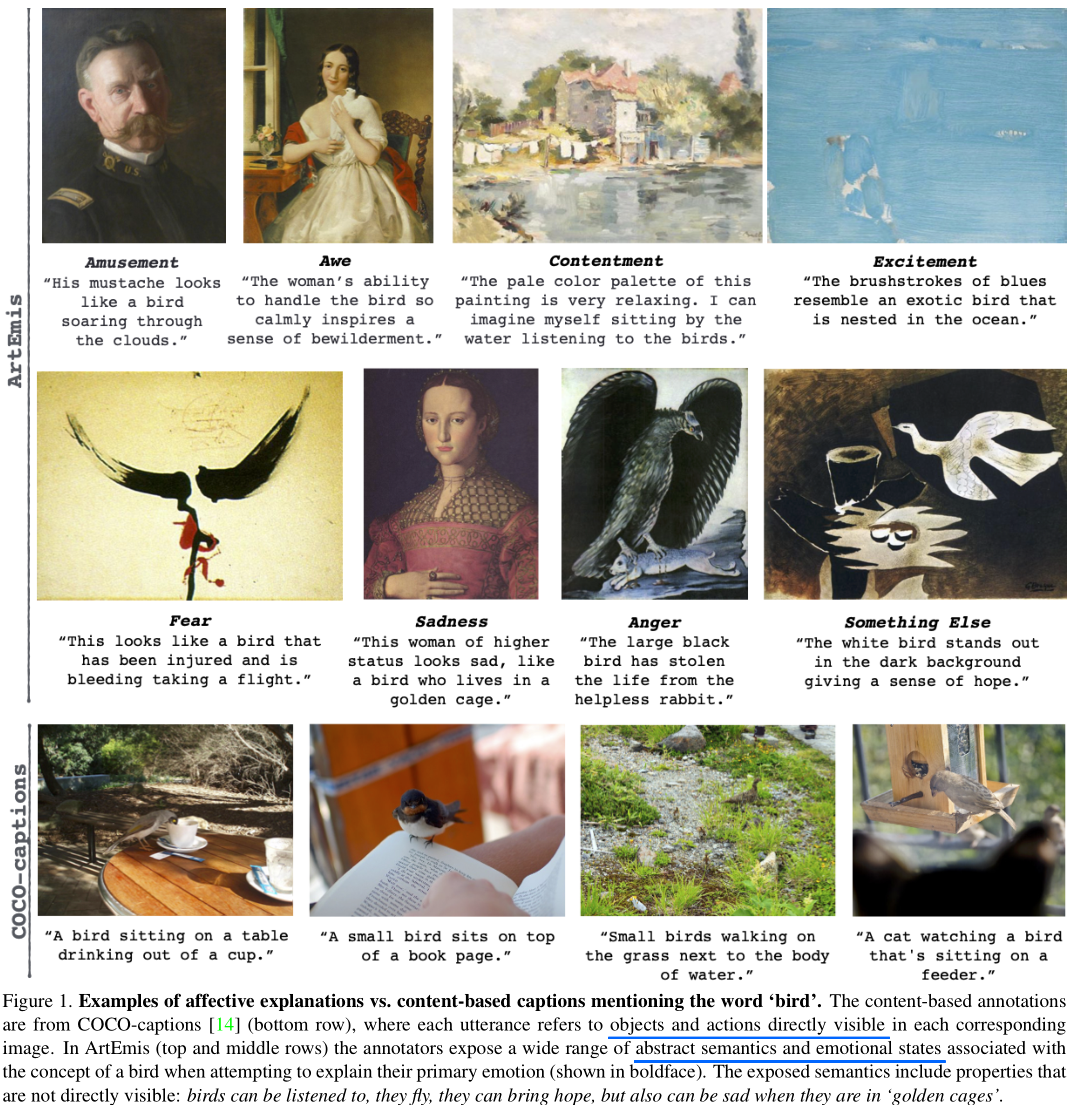 ArtEmis
Amusement
“His mustache looks
like a bird
soaring through
the clouds.”
Awe
“The woman’s ability
to handle the bird so
calmly inspires a
sense of bewilderment.”
Contentment
“The pale color palette of this
painting is very relaxing. I can
imagine myself sitting by the
water listening to the birds.”
Excitement
“The brushstrokes of blues
resemble an exotic bird that
is nested in the ocean.”
Fear
“This looks like a bird that
has been injured and is
bleeding taking a flight.”
Sadness
“This woman of higher
status looks sad, like
a bird who lives in a
golden cage.”
Anger
“The large black
bird has stolen
the life from the
helpless rabbit.”
Something Else
“The white bird stands out
in the dark background
giving a sense of hope.”
COCO-captions
“A bird sitting on a table
drinking out of a cup.”
“A small bird sits on top
of a book page.”
“Small birds walking on
the grass next to the body
of water.”
“A cat watching a bird
that's sitting on a
feeder.”
Figure 1. Examples of affective explanations vs. content-based captions mentioning the word ‘bird’. The content-based annotations
are from COCO-captions [14] (bottom row), where each utterance refers to objects and actions directly visible in each corresponding
image. In ArtEmis (top and middle rows) the annotators expose a wide range of abstract semantics and emotional states associated with
the concept of a bird when attempting to explain their primary emotion (shown in boldface). The exposed semantics include properties that
are not directly visible: birds can be listened to, they fly, they can bring hope, but also can be sad when they are in ‘golden cages’.